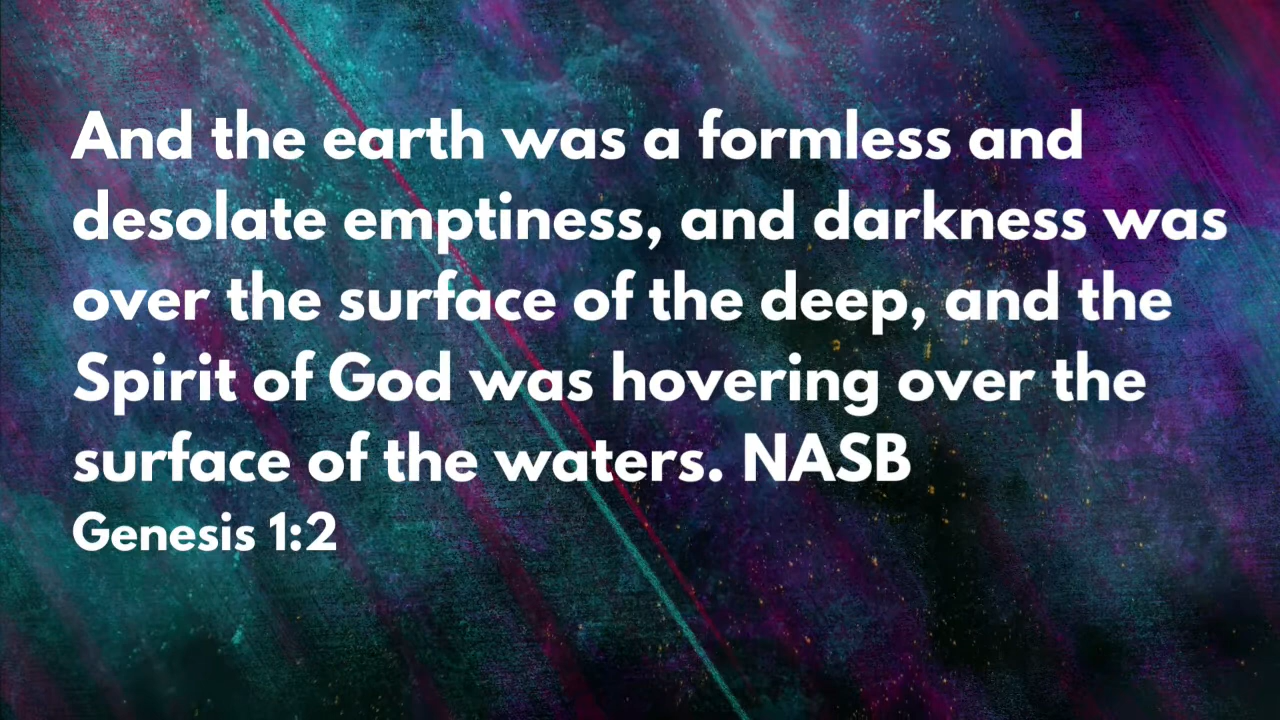 And the earth was a formless and
desolate emptiness, and darkness was
over the surface of the deep, and the
Spirit of God was hovering over the
surface of the waters. NASB
Genesis 1:2